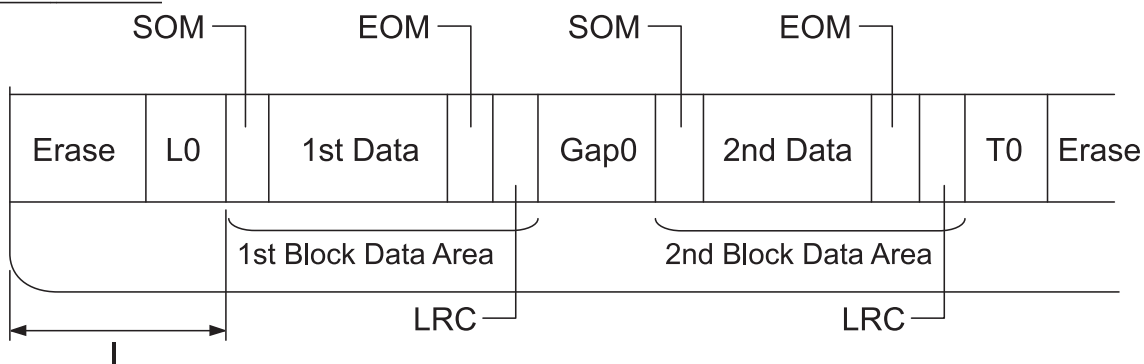 SOM EOM SOM EOM
Erase L0 1st Data Gap0 2nd Data T0 Erase
1st Block Data Area 2nd Block Data Area
LRC LRC
L